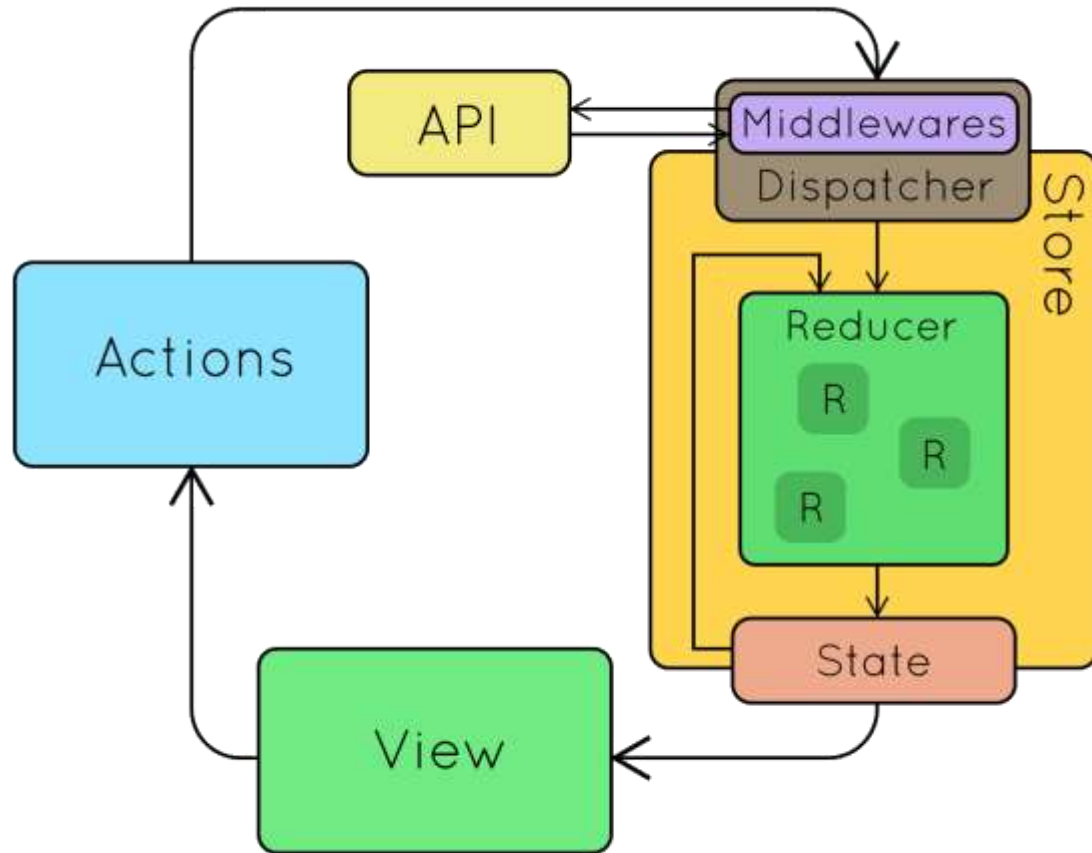 API
Middlewares
Dispatcher
Store
Actions
Reducer
R
R
R
State
View